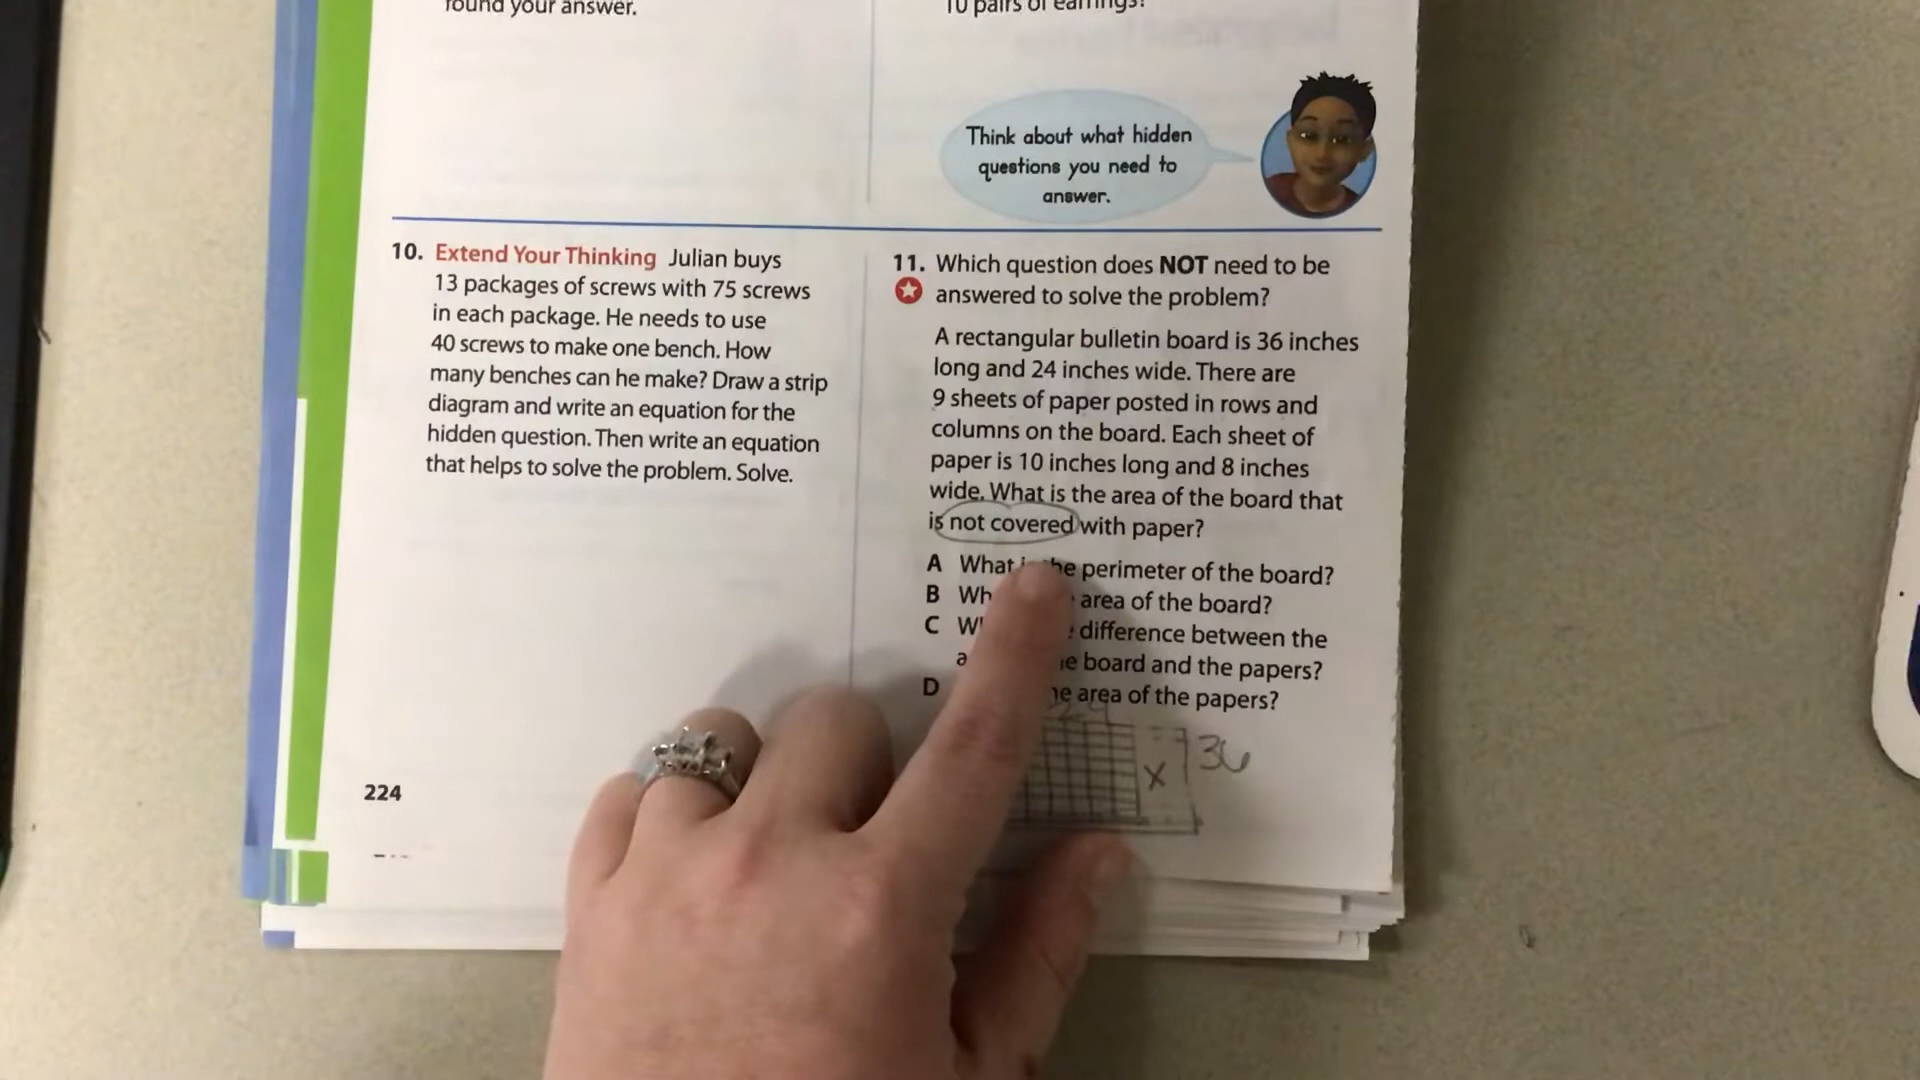 found your answer.
10 pairs of earrings?
Think about what hidden
questions you need to
answer.
10. Extend Your Thinking Julian buys
13 packages of screws with 75 screws
in each package. He needs to use
40 screws to make one bench. How
many benches can he make? Draw a strip
diagram and write an equation for the
hidden question. Then write an equation
that helps to solve the problem. Solve.
11. Which question does NOT need to be
answered to solve the problem?
A rectangular bulletin board is 36 inches
long and 24 inches wide. There are
9 sheets of paper posted in rows and
columns on the board. Each sheet of
paper is 10 inches long and 8 inches
wide. What is the area of the board that
is not covered with paper?
A What is the perimeter of the board?
B Wh area of the board?
C W difference between the
a board and the papers?
D area of the papers?
24
36
x
224